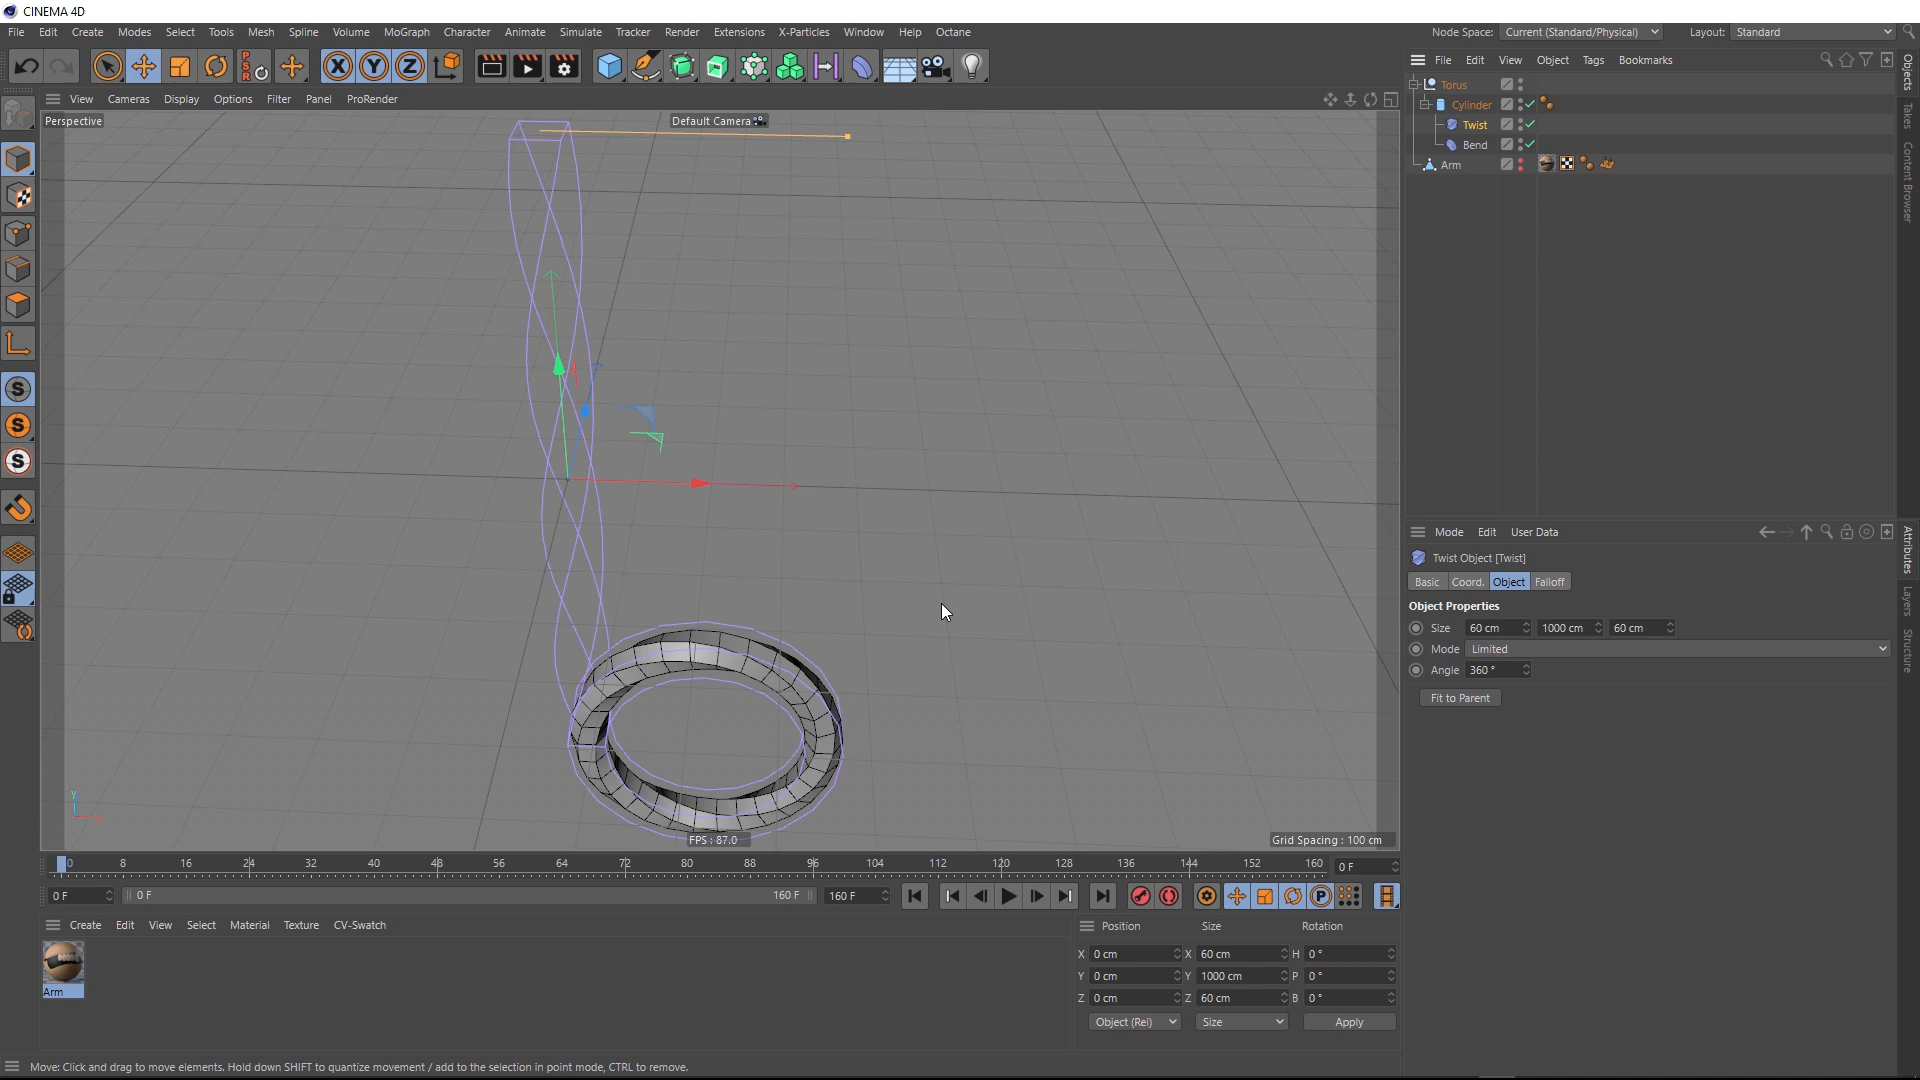 CINEMA 4D
File Edit Create Modes Select Tools Mesh Spline Volume MoGraph Character Animate Simulate Tracker Render Extensions X-Particles Window Help Octane
Node Space: Current (Standard/Physical) Layout: Standard
X Y Z
PSR
File Edit View Object Tags Bookmarks
View Cameras Display Options Filter Panel ProRender
Perspective
Default Camera
Torus
Cylinder
Twist
Bend
Arm
Objects
Takes
Content Browser
Mode Edit User Data
Twist Object [Twist]
Basic Coord. Object Falloff
Object Properties
Size 60 cm 1000 cm 60 cm
Mode Limited
Angle 360 °
Fit to Parent
Attributes
Layers
Structure
S
S
S
Y
X
FPS : 87.0
Grid Spacing : 100 cm
0 8 16 24 32 40 48 56 64 72 80 88 96 104 112 120 128 136 144 152 160 0 F
0 F 0 F 160 F 160 F
P
Create Edit View Select Material Texture CV-Swatch
Arm
Position Size Rotation
X 0 cm X 60 cm H 0 °
Y 0 cm Y 1000 cm P 0 °
Z 0 cm Z 60 cm B 0 °
Object (Rel) Size Apply
Move: Click and drag to move elements. Hold down SHIFT to quantize movement / add to the selection in point mode, CTRL to remove.